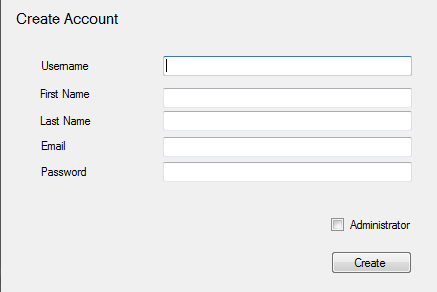 Create Account
Username
First Name
Last Name
Email
Password
Administrator
Create